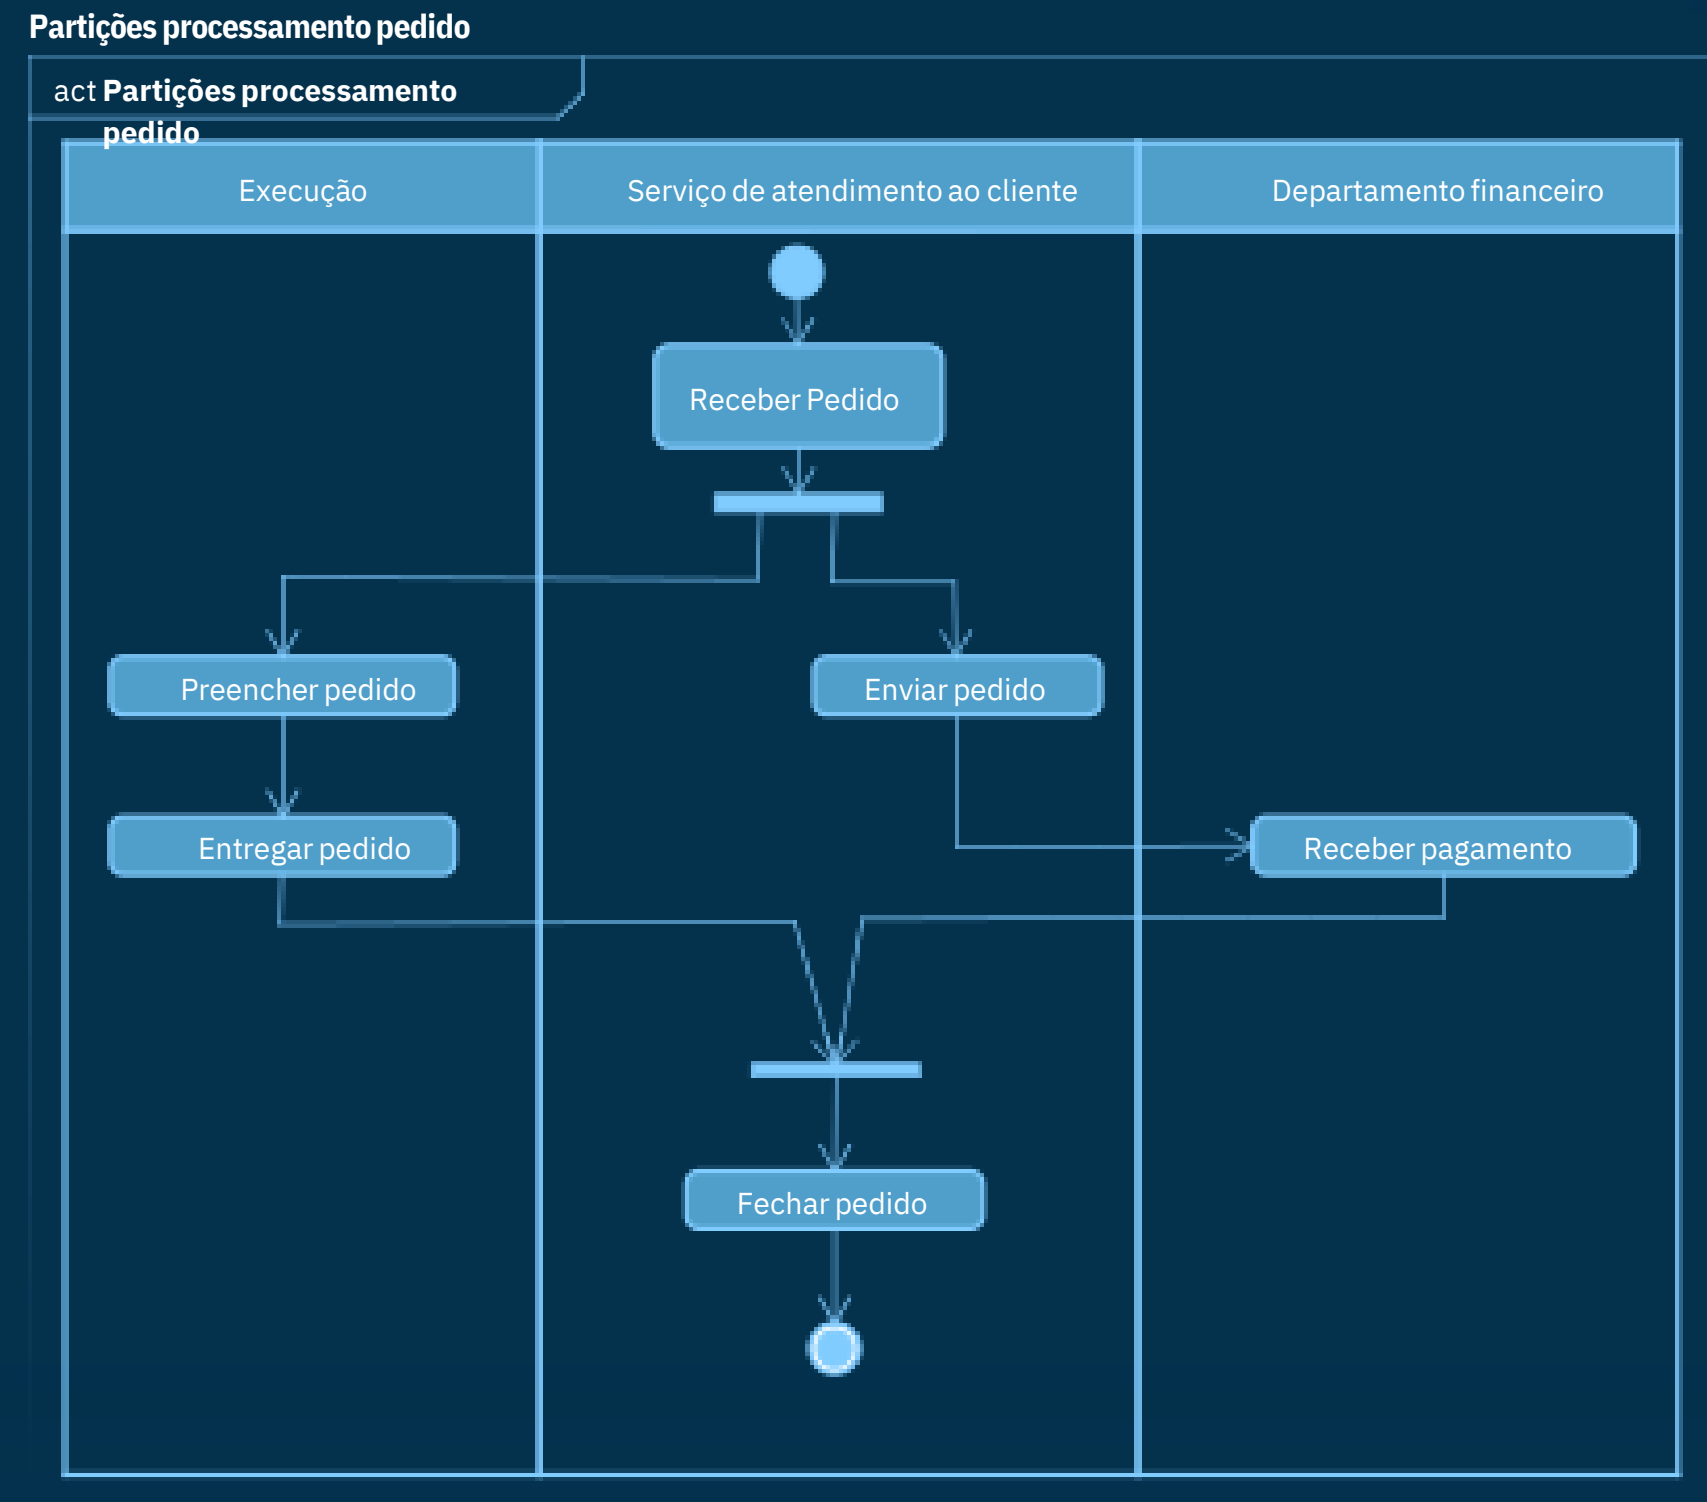 Partições processamento pedido
act Partições processamento
pedido
Execução
Serviço de atendimento ao cliente
Departamento financeiro
Receber Pedido
Preencher pedido
Enviar pedido
Entregar pedido
Receber pagamento
Fechar pedido